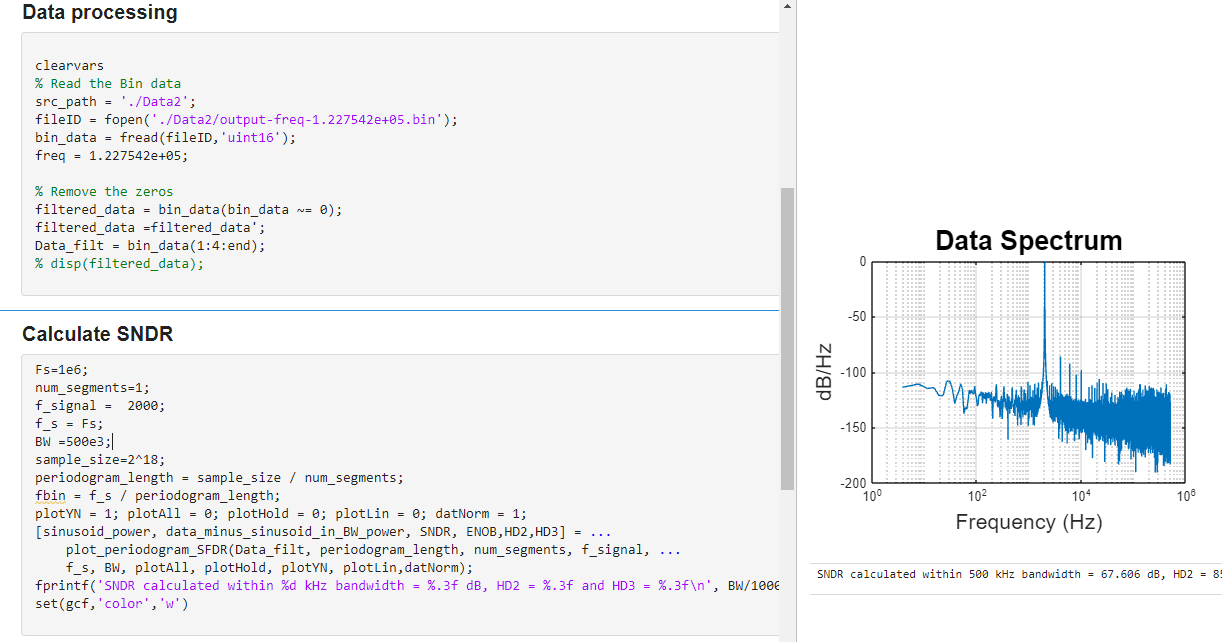 Data processing
clearvars
% Read the Bin data
src_path = './Data2';
fileID = fopen('./Data2/output-freq-1.227542e+05.bin');
bin_data = fread(fileID,'uint16');
freq = 1.227542e+05;
% Remove the zeros
filtered_data = bin_data(bin_data ~= 0);
filtered_data =filtered_data';
Data_filt = bin_data(1:4:end);
% disp(filtered_data);
Calculate SNDR
Fs=1e6;
num_segments=1;
f_signal =  2000;
f_s = Fs;
BW =500e3;
sample_size=2^18;
periodogram_length = sample_size / num_segments;
fbin = f_s / periodogram_length;
plotYN = 1; plotAll = 0; plotHold = 0; plotLin = 0; datNorm = 1;
[sinusoid_power, data_minus_sinusoid_in_BW_power, SNDR, ENOB,HD2,HD3] = ...
plot_periodogram_SFDR(Data_filt, periodogram_length, num_segments, f_signal, ...
f_s, BW, plotAll, plotHold, plotYN, plotLin,datNorm);
fprintf('SNDR calculated within %d kHz bandwidth = %.3f dB, HD2 = %.3f and HD3 = %.3f\n', BW/1000
set(gcf,'color','w')
Data Spectrum
0
-50
-100
-150
-200
dB/Hz
10^0 10^2 10^4 10^6
Frequency (Hz)
SNDR calculated within 500 kHz bandwidth = 67.606 dB, HD2 = 85